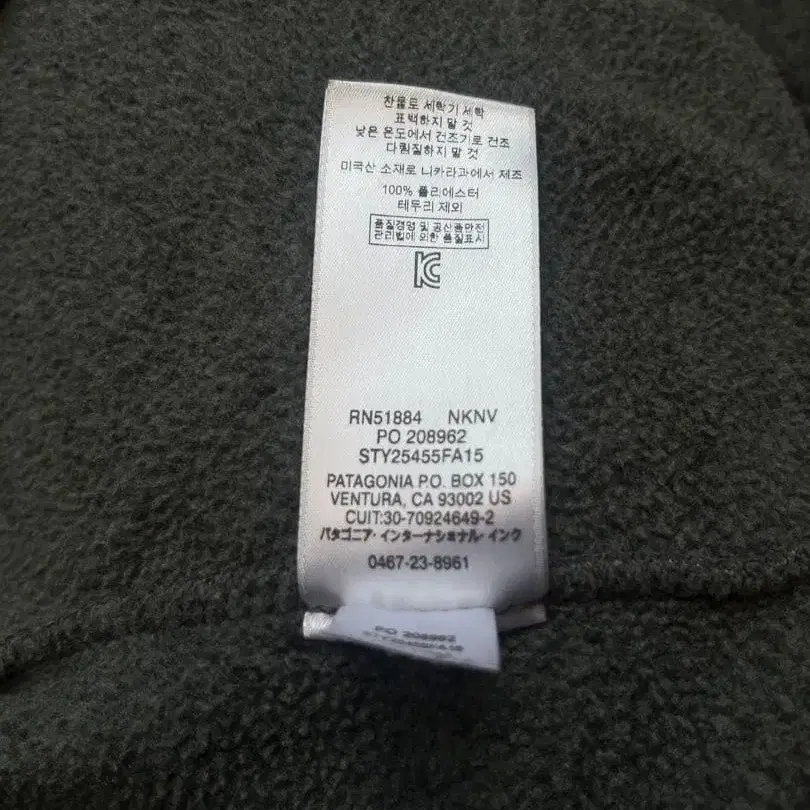 찬물로 세탁기 세탁
표백하지 말 것
낮은 온도에서 건조기로 건조
다림질하지 말 것
미국산 소재로 니카라과에서 제조
100% 폴리에스터
테두리 제외
품질경영 및 공산품안전
관리법에 의한 품질표시
KC
RN51884 NKNV
PO 208962
STY25455FA15
PATAGONIA P.O. BOX 150
VENTURA, CA 93002 US
CUIT:30-70924649-2
パタゴニア・インターナショナル・インク
0467-23-8961
PO 208962
STY25455FA15